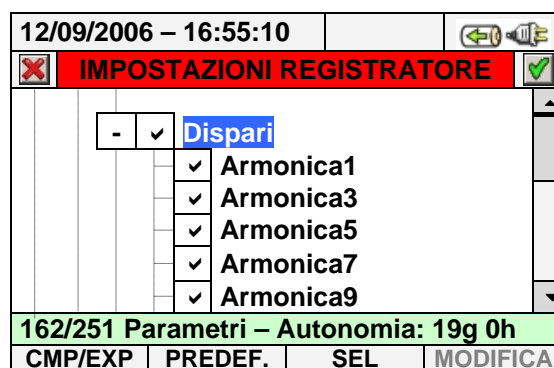 12/09/2006 – 16:55:10
IMPOSTAZIONI REGISTRATORE
- Dispari
Armonica1
Armonica3
Armonica5
Armonica7
Armonica9
162/251 Parametri – Autonomia: 19g 0h
CMP/EXP PREDEF. SEL MODIFICA